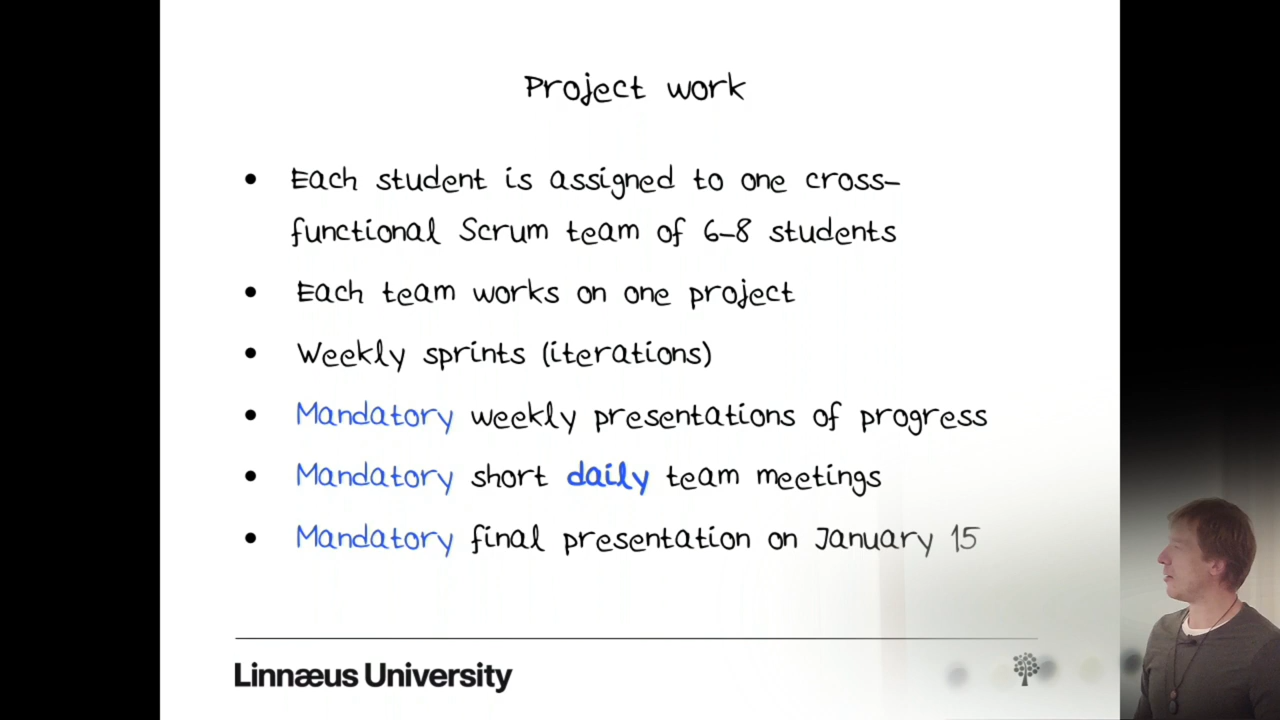 Project work
• Each student is assigned to one cross-
functional Scrum team of 6-8 students
• Each team works on one project
• Weekly sprints (iterations)
• Mandatory weekly presentations of progress
• Mandatory short daily team meetings
• Mandatory final presentation on January 15
Linnæus University